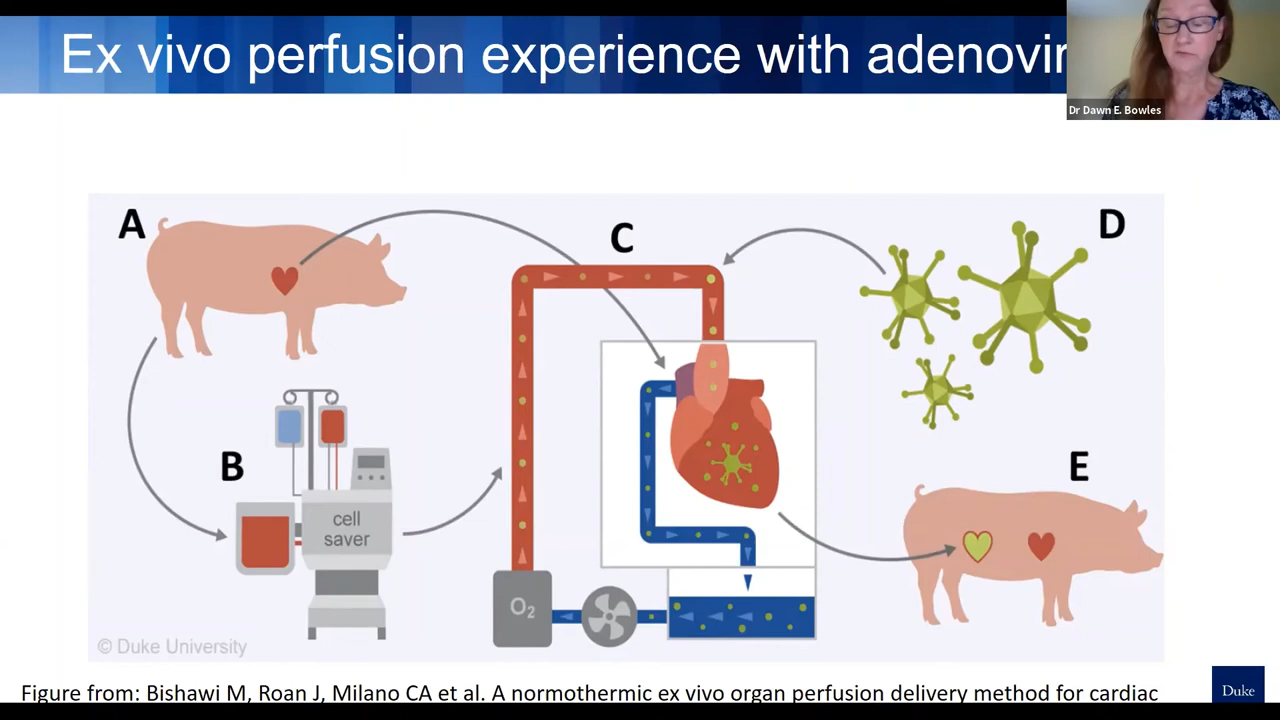 Ex vivo perfusion experience with
Dr Dawn E. Bowles
A
B
C
D
E
cell
saver
O₂
© Duke University
Figure from: Bishawi M, Roan J, Milano CA et al. A normothermic ex vivo organ perfusion delivery method for cardiac
Duke